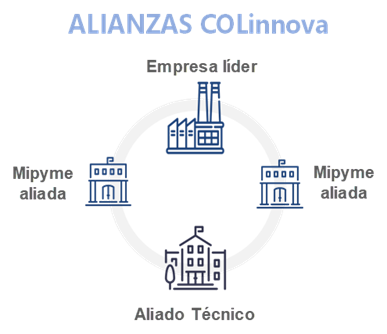 ALIANZAS COLinnova
Empresa líder
Mipyme
aliada
Mipyme
aliada
Aliado Técnico